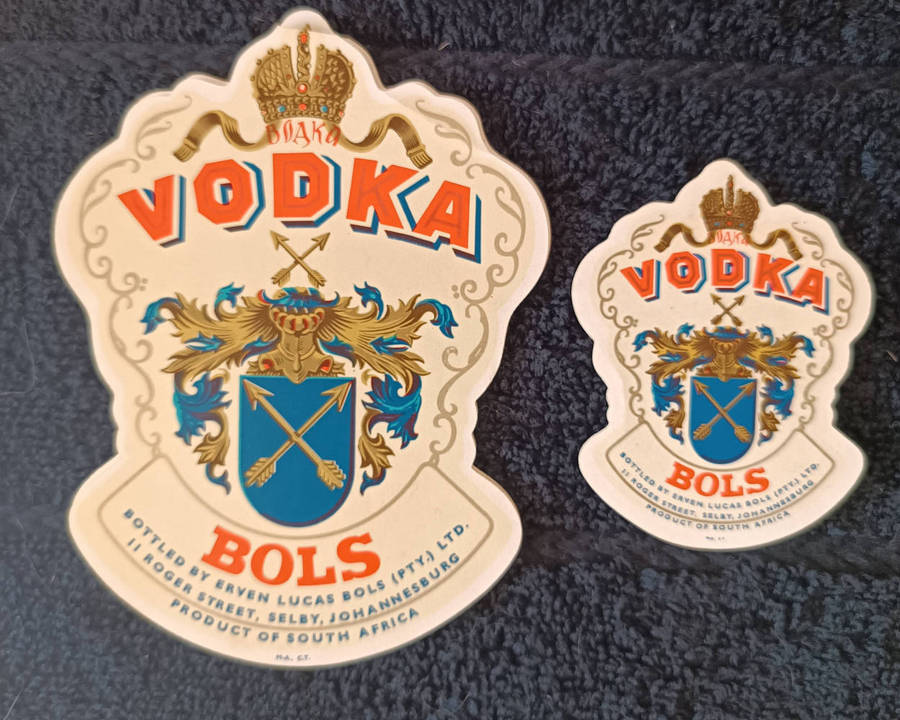 ВОДКА
VODKA
BOLS
BOTTLED BY ERVEN LUCAS BOLS (PTY.) LTD.
11 ROGER STREET, SELBY, JOHANNESBURG
PRODUCT OF SOUTH AFRICA
H.A. C.T.
ВОДКА
VODKA
BOLS
BOTTLED BY ERVEN LUCAS BOLS (PTY.) LTD.
11 ROGER STREET, SELBY, JOHANNESBURG
PRODUCT OF SOUTH AFRICA